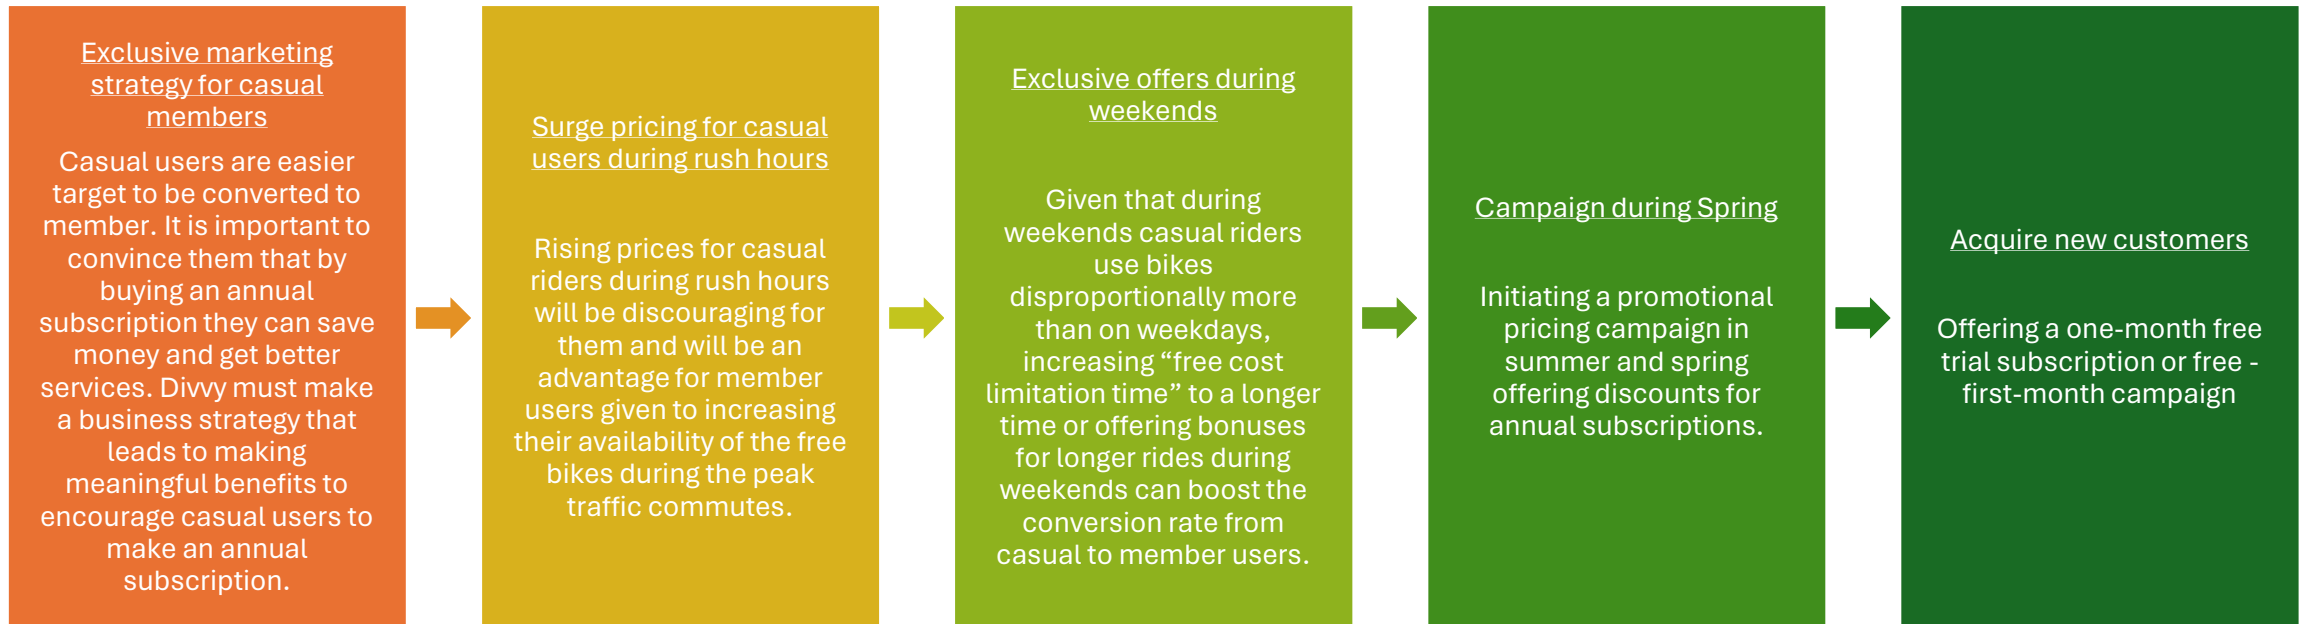 Exclusive marketing
strategy for casual
members
Casual users are easier
target to be converted to
member. It is important to
convince them that by
buying an annual
subscription they can save
money and get better
services. Divvy must make
a business strategy that
leads to making
meaningful benefits to
encourage casual users to
make an annual
subscription.
Surge pricing for casual
users during rush hours
Rising prices for casual
riders during rush hours
will be discouraging for
them and will be an
advantage for member
users given to increasing
their availability of the free
bikes during the peak
traffic commutes.
Exclusive offers during
weekends
Given that during
weekends casual riders
use bikes
disproportionally more
than on weekdays,
increasing “free cost
limitation time” to a longer
time or offering bonuses
for longer rides during
weekends can boost the
conversion rate from
casual to member users.
Campaign during Spring
Initiating a promotional
pricing campaign in
summer and spring
offering discounts for
annual subscriptions.
Acquire new customers
Offering a one-month free
trial subscription or free -
first-month campaign